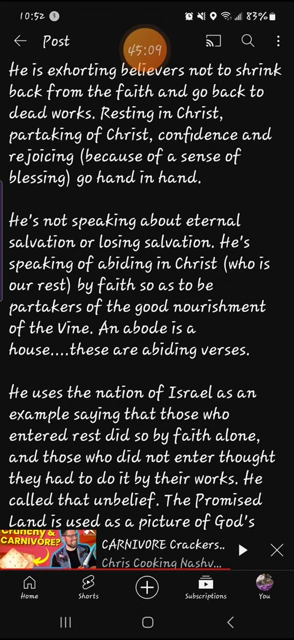 10:52
83%
Post
45:09
He is exhorting believers not to shrink
back from the faith and go back to
dead works. Resting in Christ,
partaking of Christ, confidence and
rejoicing (because of a sense of
blessing) go hand in hand.
He's not speaking about eternal
salvation or losing salvation. He's
speaking of abiding in Christ (who is
our rest) by faith so as to be
partakers of the good nourishment
of the Vine. An abode is a
house....these are abiding verses.
He uses the nation of Israel as an
example saying that those who
entered rest did so by faith alone,
and those who did not enter thought
they had to do it by their works. He
called that unbelief. The Promised
Land is used as a picture of God's
Crunchy &
CARNIVORE?
CARNIVORE Crackers..
Chris Cooking Nashv...
Home
Shorts
Subscriptions
You